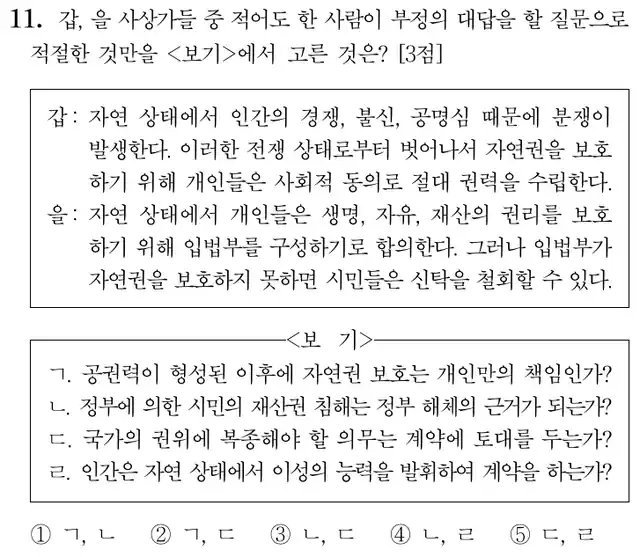 11. 갑, 을 사상가들 중 적어도 한 사람이 부정의 대답을 할 질문으로
적절한 것만을 <보기>에서 고른 것은? [3점]
갑: 자연 상태에서 인간의 경쟁, 불신, 공명심 때문에 분쟁이
발생한다. 이러한 전쟁 상태로부터 벗어나서 자연권을 보호
하기 위해 개인들은 사회적 동의로 절대 권력을 수립한다.
을: 자연 상태에서 개인들은 생명, 자유, 재산의 권리를 보호
하기 위해 입법부를 구성하기로 합의한다. 그러나 입법부가
자연권을 보호하지 못하면 시민들은 신탁을 철회할 수 있다.
<보 기>
ㄱ. 공권력이 형성된 이후에 자연권 보호는 개인만의 책임인가?
ㄴ. 정부에 의한 시민의 재산권 침해는 정부 해체의 근거가 되는가?
ㄷ. 국가의 권위에 복종해야 할 의무는 계약에 토대를 두는가?
ㄹ. 인간은 자연 상태에서 이성의 능력을 발휘하여 계약을 하는가?
① ㄱ, ㄴ ② ㄱ, ㄷ ③ ㄴ, ㄷ ④ ㄴ, ㄹ ⑤ ㄷ, ㄹ